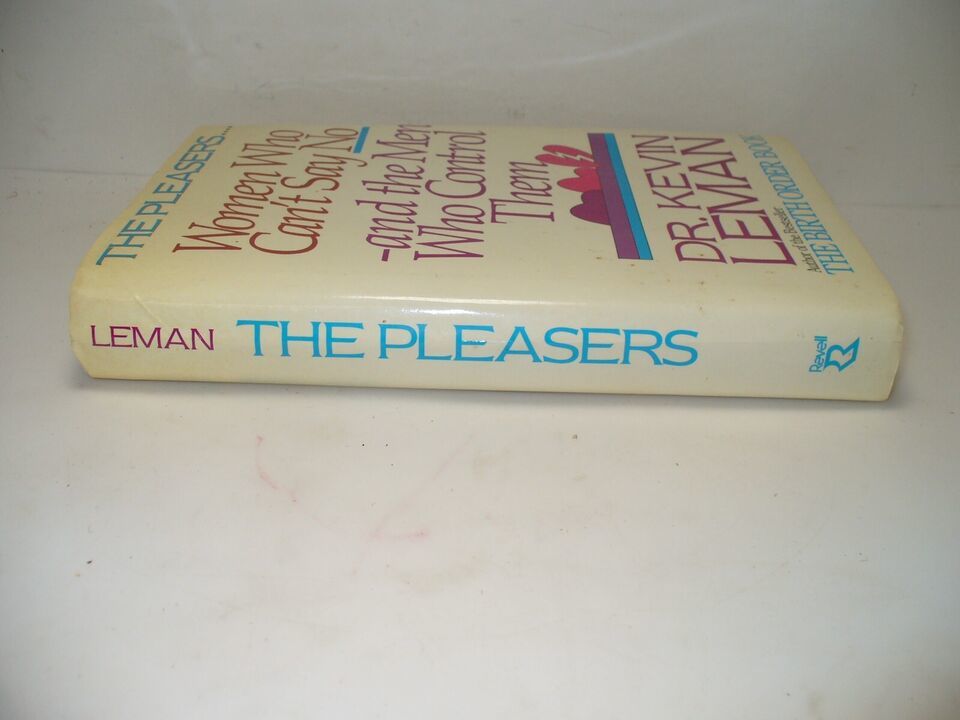 THE PLEASERS....
Women Who
Can't Say No
-and the Men
Who Control
Them
DR. KEVIN
LEMAN
Author of the Bestseller
THE BIRTH ORDER BOOK
LEMAN THE PLEASERS Revell
R